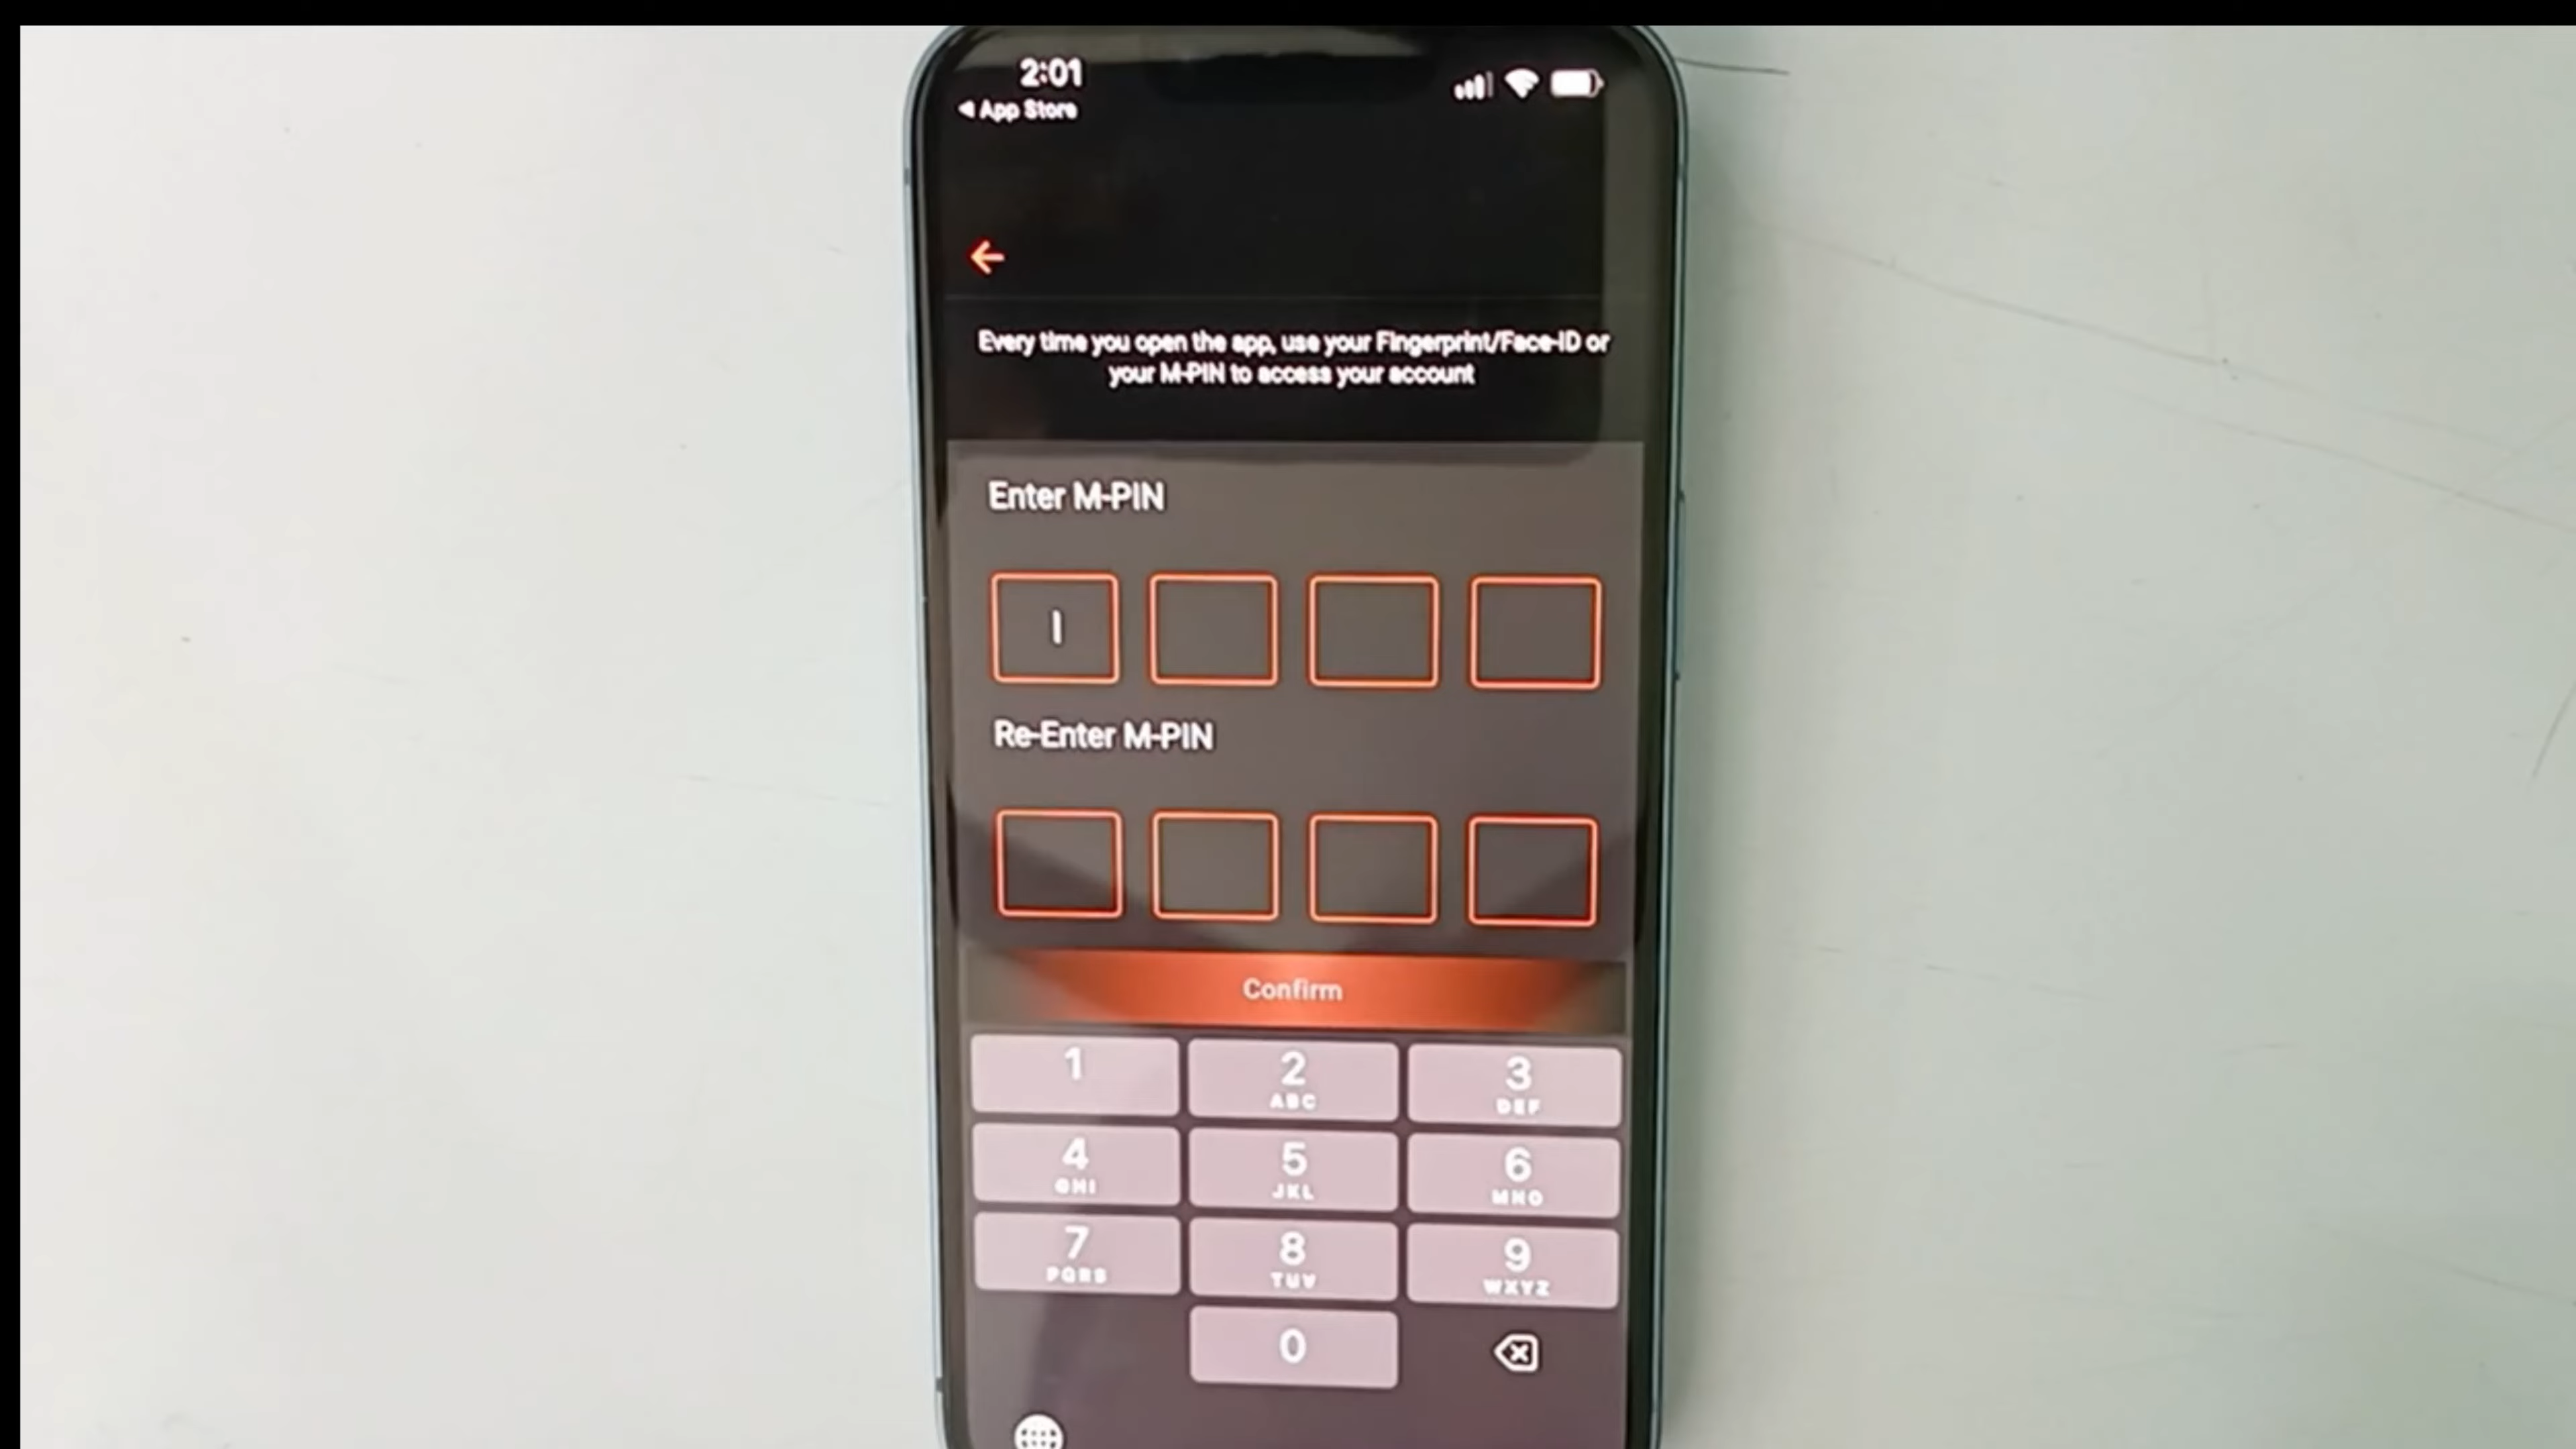 2:01
App Store
Every time you open the app, use your Fingerprint/Face-ID or
your M-PIN to access your account
Enter M-PIN
Re-Enter M-PIN
Confirm
1
2
ABC
3
DEF
4
GHI
5
JKL
6
MNO
7
PQRS
8
TUV
9
WXYZ
0